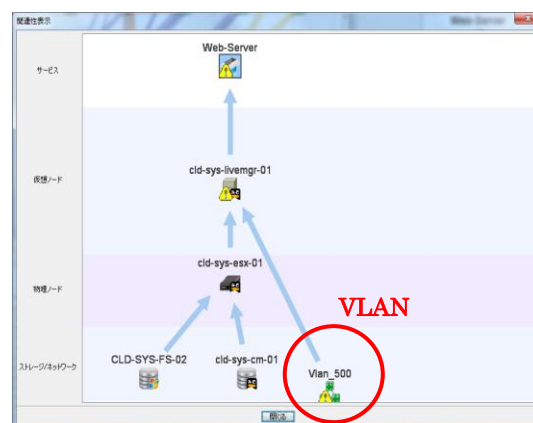 関連性表示
サービス
Web-Server
仮想ノード
cld-sys-livemgr-01
物理ノード
cld-sys-esx-01
VLAN
ストレージ/ネットワーク
CLD-SYS-FS-02
cld-sys-cm-01
Vlan_500
閉じる